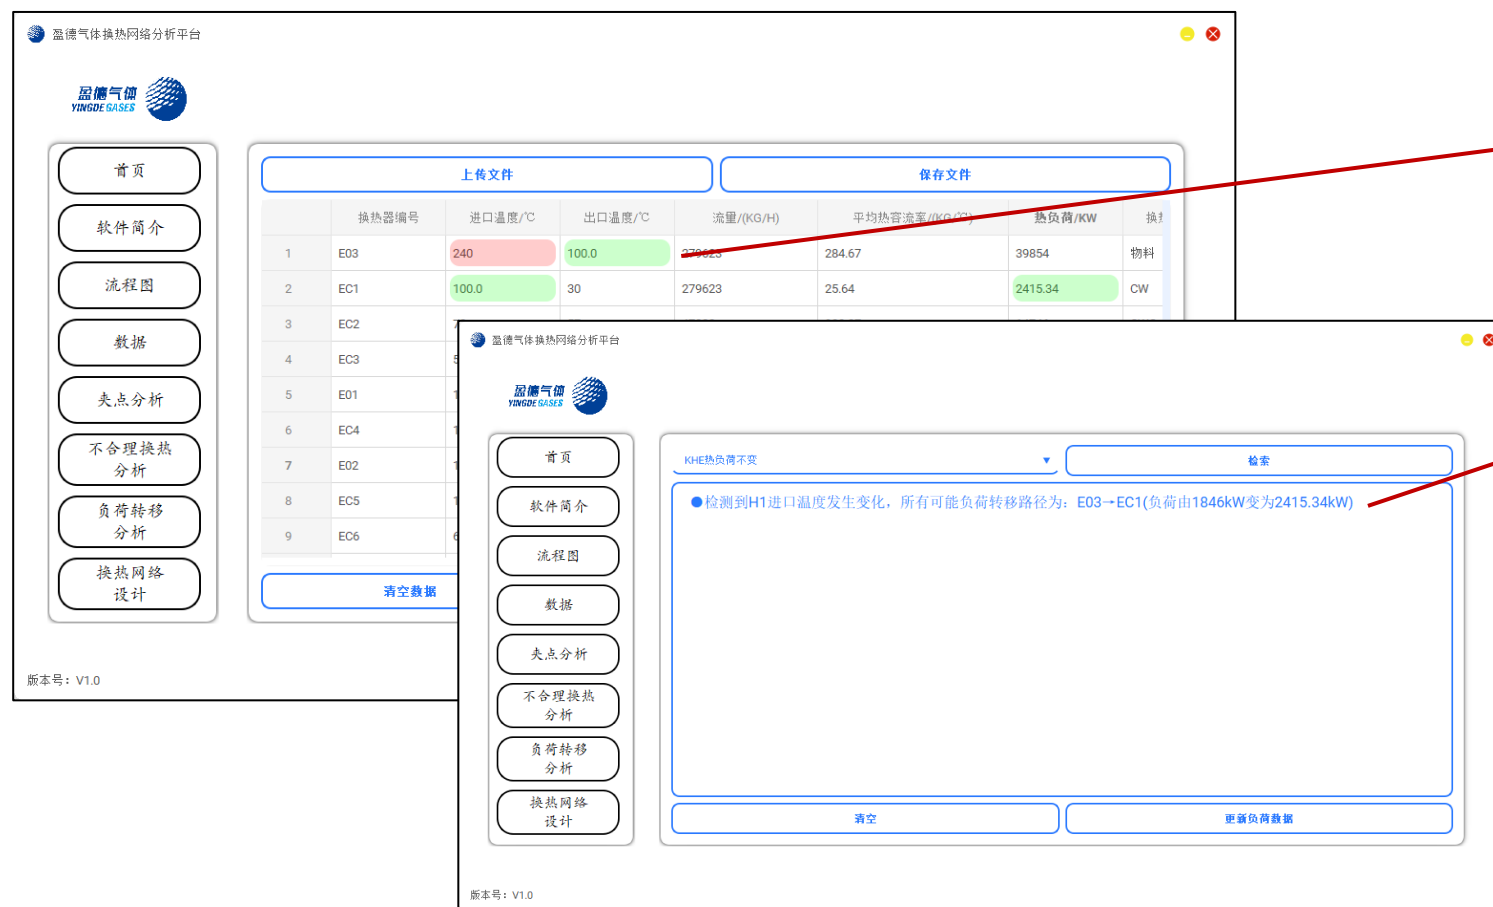 盈德气体换热网络分析平台
盈德气体
YINGDE GASES
首页
软件简介
流程图
数据
夹点分析
不合理换热
分析
负荷转移
分析
换热网络
设计
上传文件
保存文件
换热器编号 进口温度/℃ 出口温度/℃ 流量/(KG/H) 平均热容流率/(KG/℃) 热负荷/KW
1 E03 240 100.0 279623 284.67 39854 物料
2 EC1 100.0 30 279623 25.64 2415.34 CW
3 EC2
4 EC3
5 E01
6 EC4
7 E02
8 EC5
9 EC6
清空数据
版本号：V1.0
盈德气体换热网络分析平台
盈德气体
YINGDE GASES
首页
软件简介
流程图
数据
夹点分析
不合理换热
分析
负荷转移
分析
换热网络
设计
KHE热负荷不变
检索
●检测到H1进口温度发生变化，所有可能负荷转移路径为：E03→EC1(负荷由1846kW变为2415.34kW)
清空
更新负荷数据
版本号：V1.0